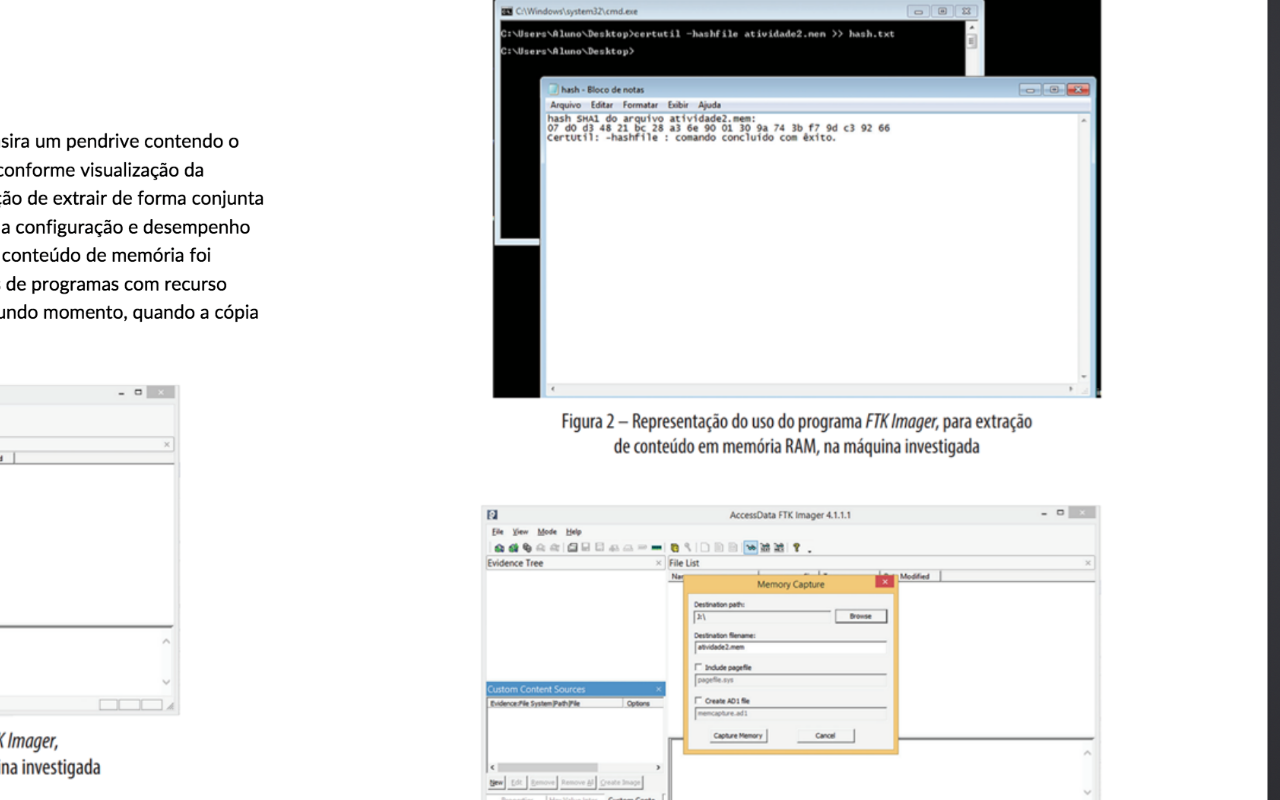 sira um pendrive contendo o
conforme visualização da
ção de extrair de forma conjunta
a configuração e desempenho
conteúdo de memória foi
s de programas com recurso
undo momento, quando a cópia
K Imager,
na investigada
C:\Windows\system32\cmd.exe
C:\Users\Aluno\Desktop>certutil -hashfile atividade2.mem >> hash.txt
C:\Users\Aluno\Desktop>
hash - Bloco de notas
Arquivo Editar Formatar Exibir Ajuda
hash SHA1 do arquivo atividade2.mem:
07 d0 d3 48 21 bc 28 a3 6e 90 01 30 9a 74 3b f7 9d c3 92 66
CertUtil: -hashfile : comando concluído com êxito.
Figura 2 – Representação do uso do programa FTK Imager, para extração
de conteúdo em memória RAM, na máquina investigada
AccessData FTK Imager 4.1.1.1
File View Mode Help
Evidence Tree
File List
Modified
Memory Capture
Destination path:
J:\
Browse
Destination filename:
atividade2.mem
Include pagefile
pagefile.sys
Create AD1 file
memcapture.ad1
Capture Memory Cancel
Custom Content Sources
Evidence:File System|Path|File Options
New Edit Remove Remove All Create Image